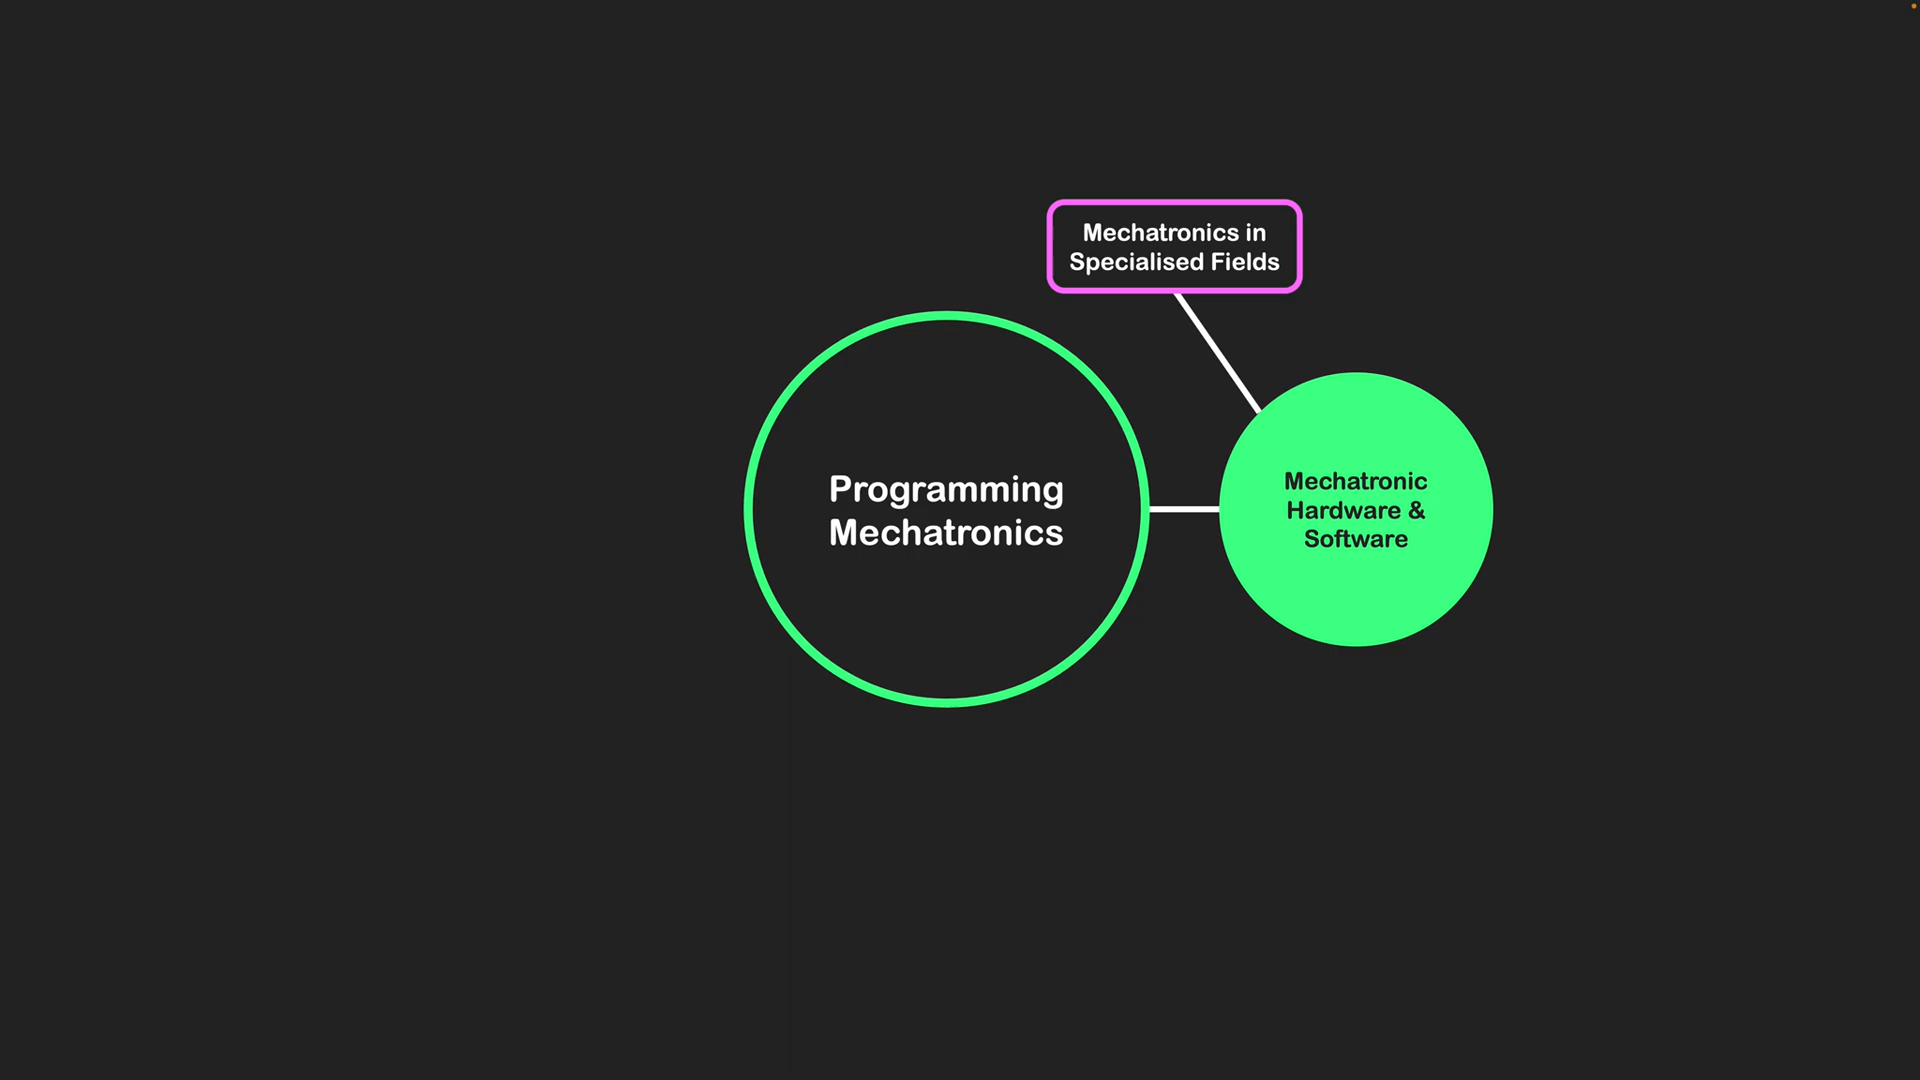 Mechatronics in
Specialised Fields
Programming
Mechatronics
Mechatronic
Hardware &
Software